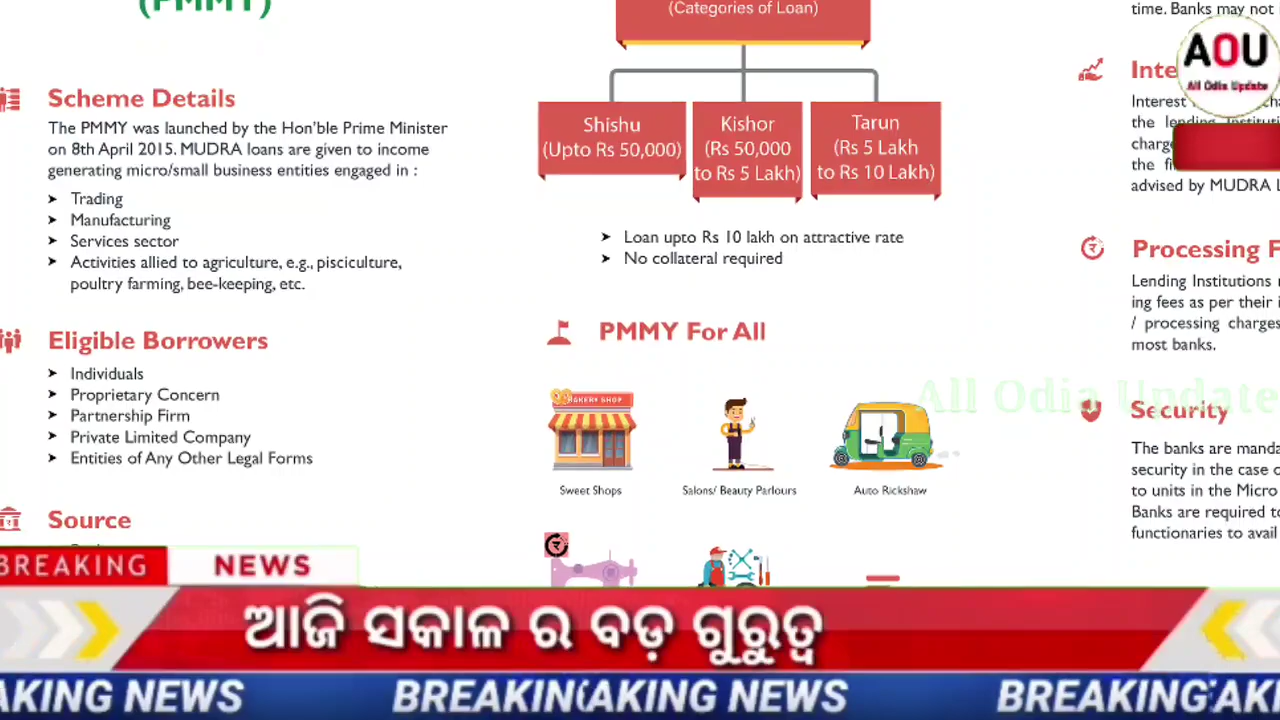 (PMMY)
Scheme Details
The PMMY was launched by the Hon'ble Prime Minister
on 8th April 2015. MUDRA loans are given to income
generating micro/small business entities engaged in :
Trading
Manufacturing
Services sector
Activities allied to agriculture, e.g., pisciculture,
poultry farming, bee-keeping, etc.
Eligible Borrowers
Individuals
Proprietary Concern
Partnership Firm
Private Limited Company
Entities of Any Other Legal Forms
Source
(Categories of Loan)
Shishu
(Upto Rs 50,000)
Kishor
(Rs 50,000
to Rs 5 Lakh)
Tarun
(Rs 5 Lakh
to Rs 10 Lakh)
Loan upto Rs 10 lakh on attractive rate
No collateral required
PMMY For All
BAKERY SHOP
Sweet Shops
Salons/ Beauty Parlours
Auto Rickshaw
time. Banks may not
AOU
All Odia Update
Inte
Interest
the lending
charge
the
advised by MUDRA
Processing F
Lending Institutions
ing fees as per their
/ processing charges
most banks.
All Odia Update
Security
The banks are manda
security in the case
to units in the Micro
Banks are required to
functionaries to avail
BREAKING NEWS
ଆଜି ସକାଳ ର ବଡ଼ ଗୁରୁତ୍ୱ
AKING NEWS BREAKIN(AKING NEWS BREAKING AKI